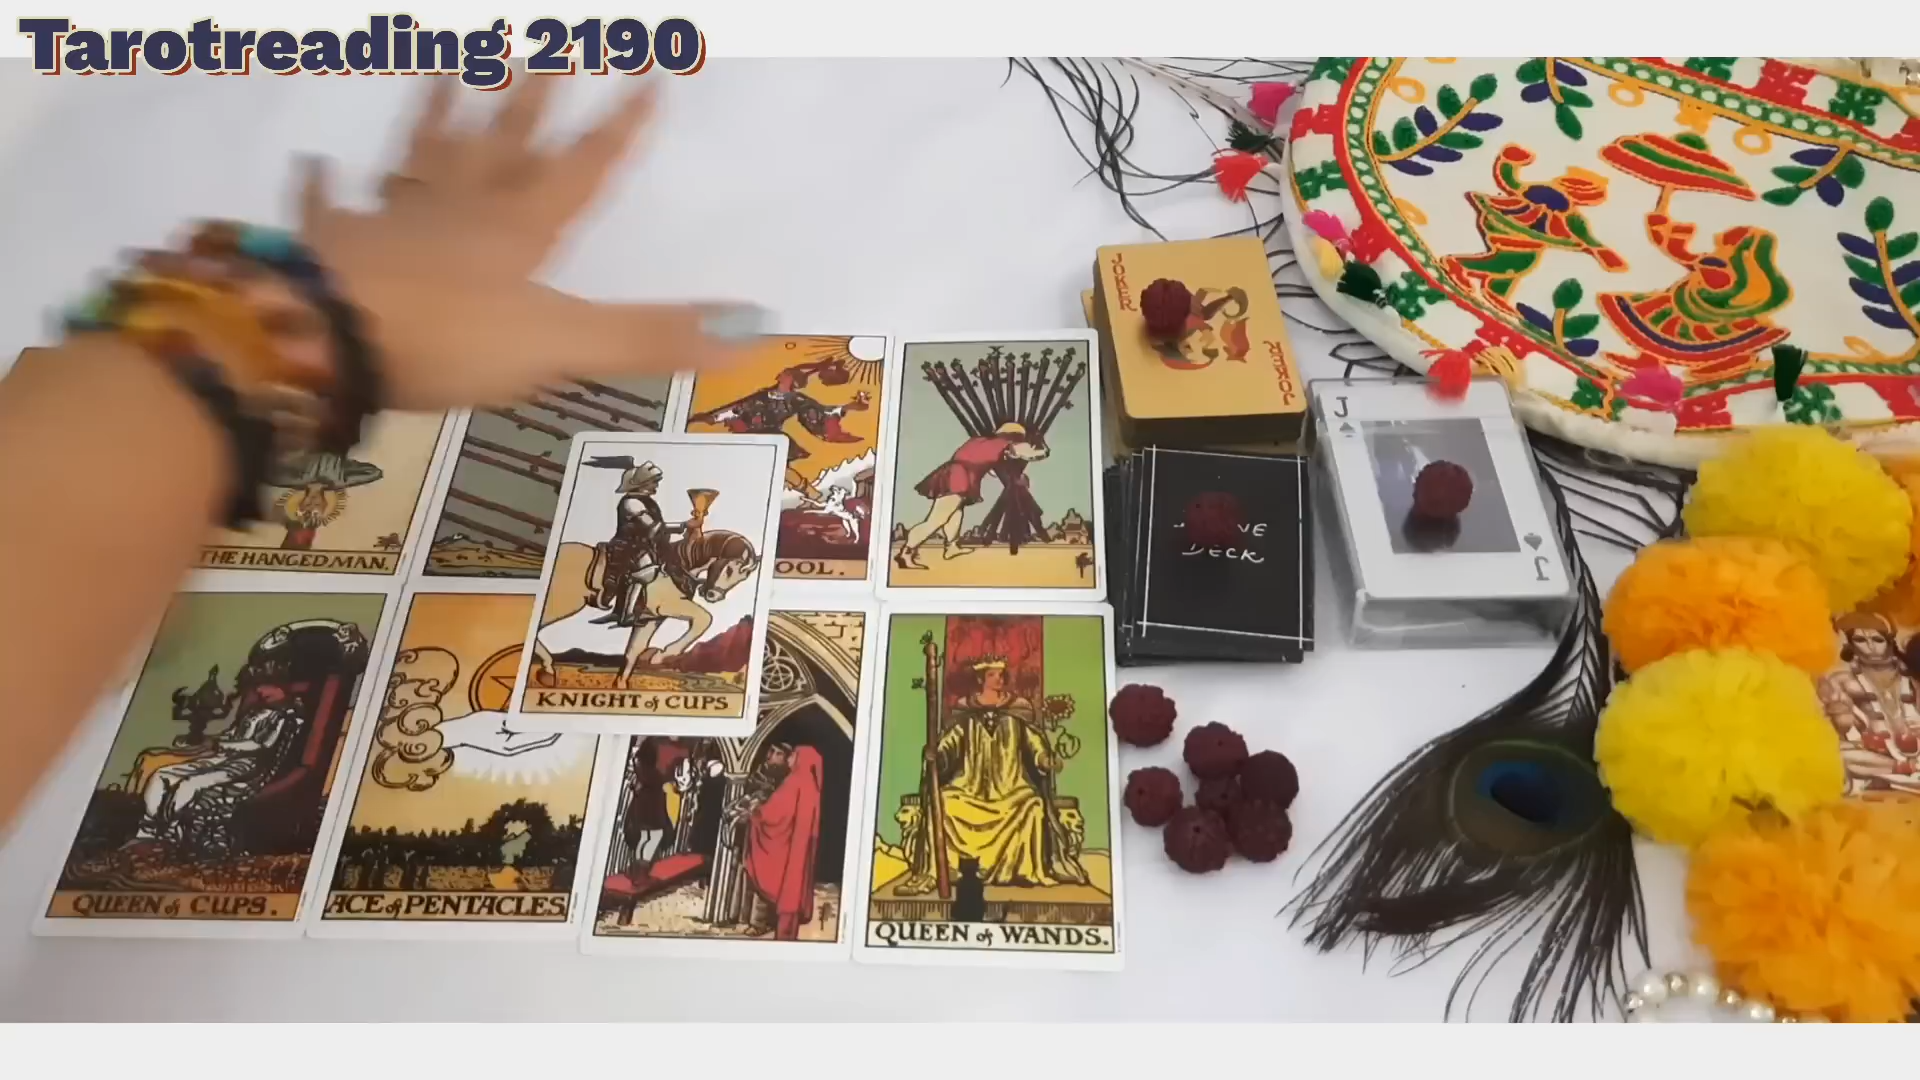 Tarotreading 2190
JOKER
JOKER
J
THE HANGED MAN.
OOL.
X
DECK
J
KNIGHT of CUPS
QUEEN of CUPS.
ACE of PENTACLES
QUEEN of WANDS.